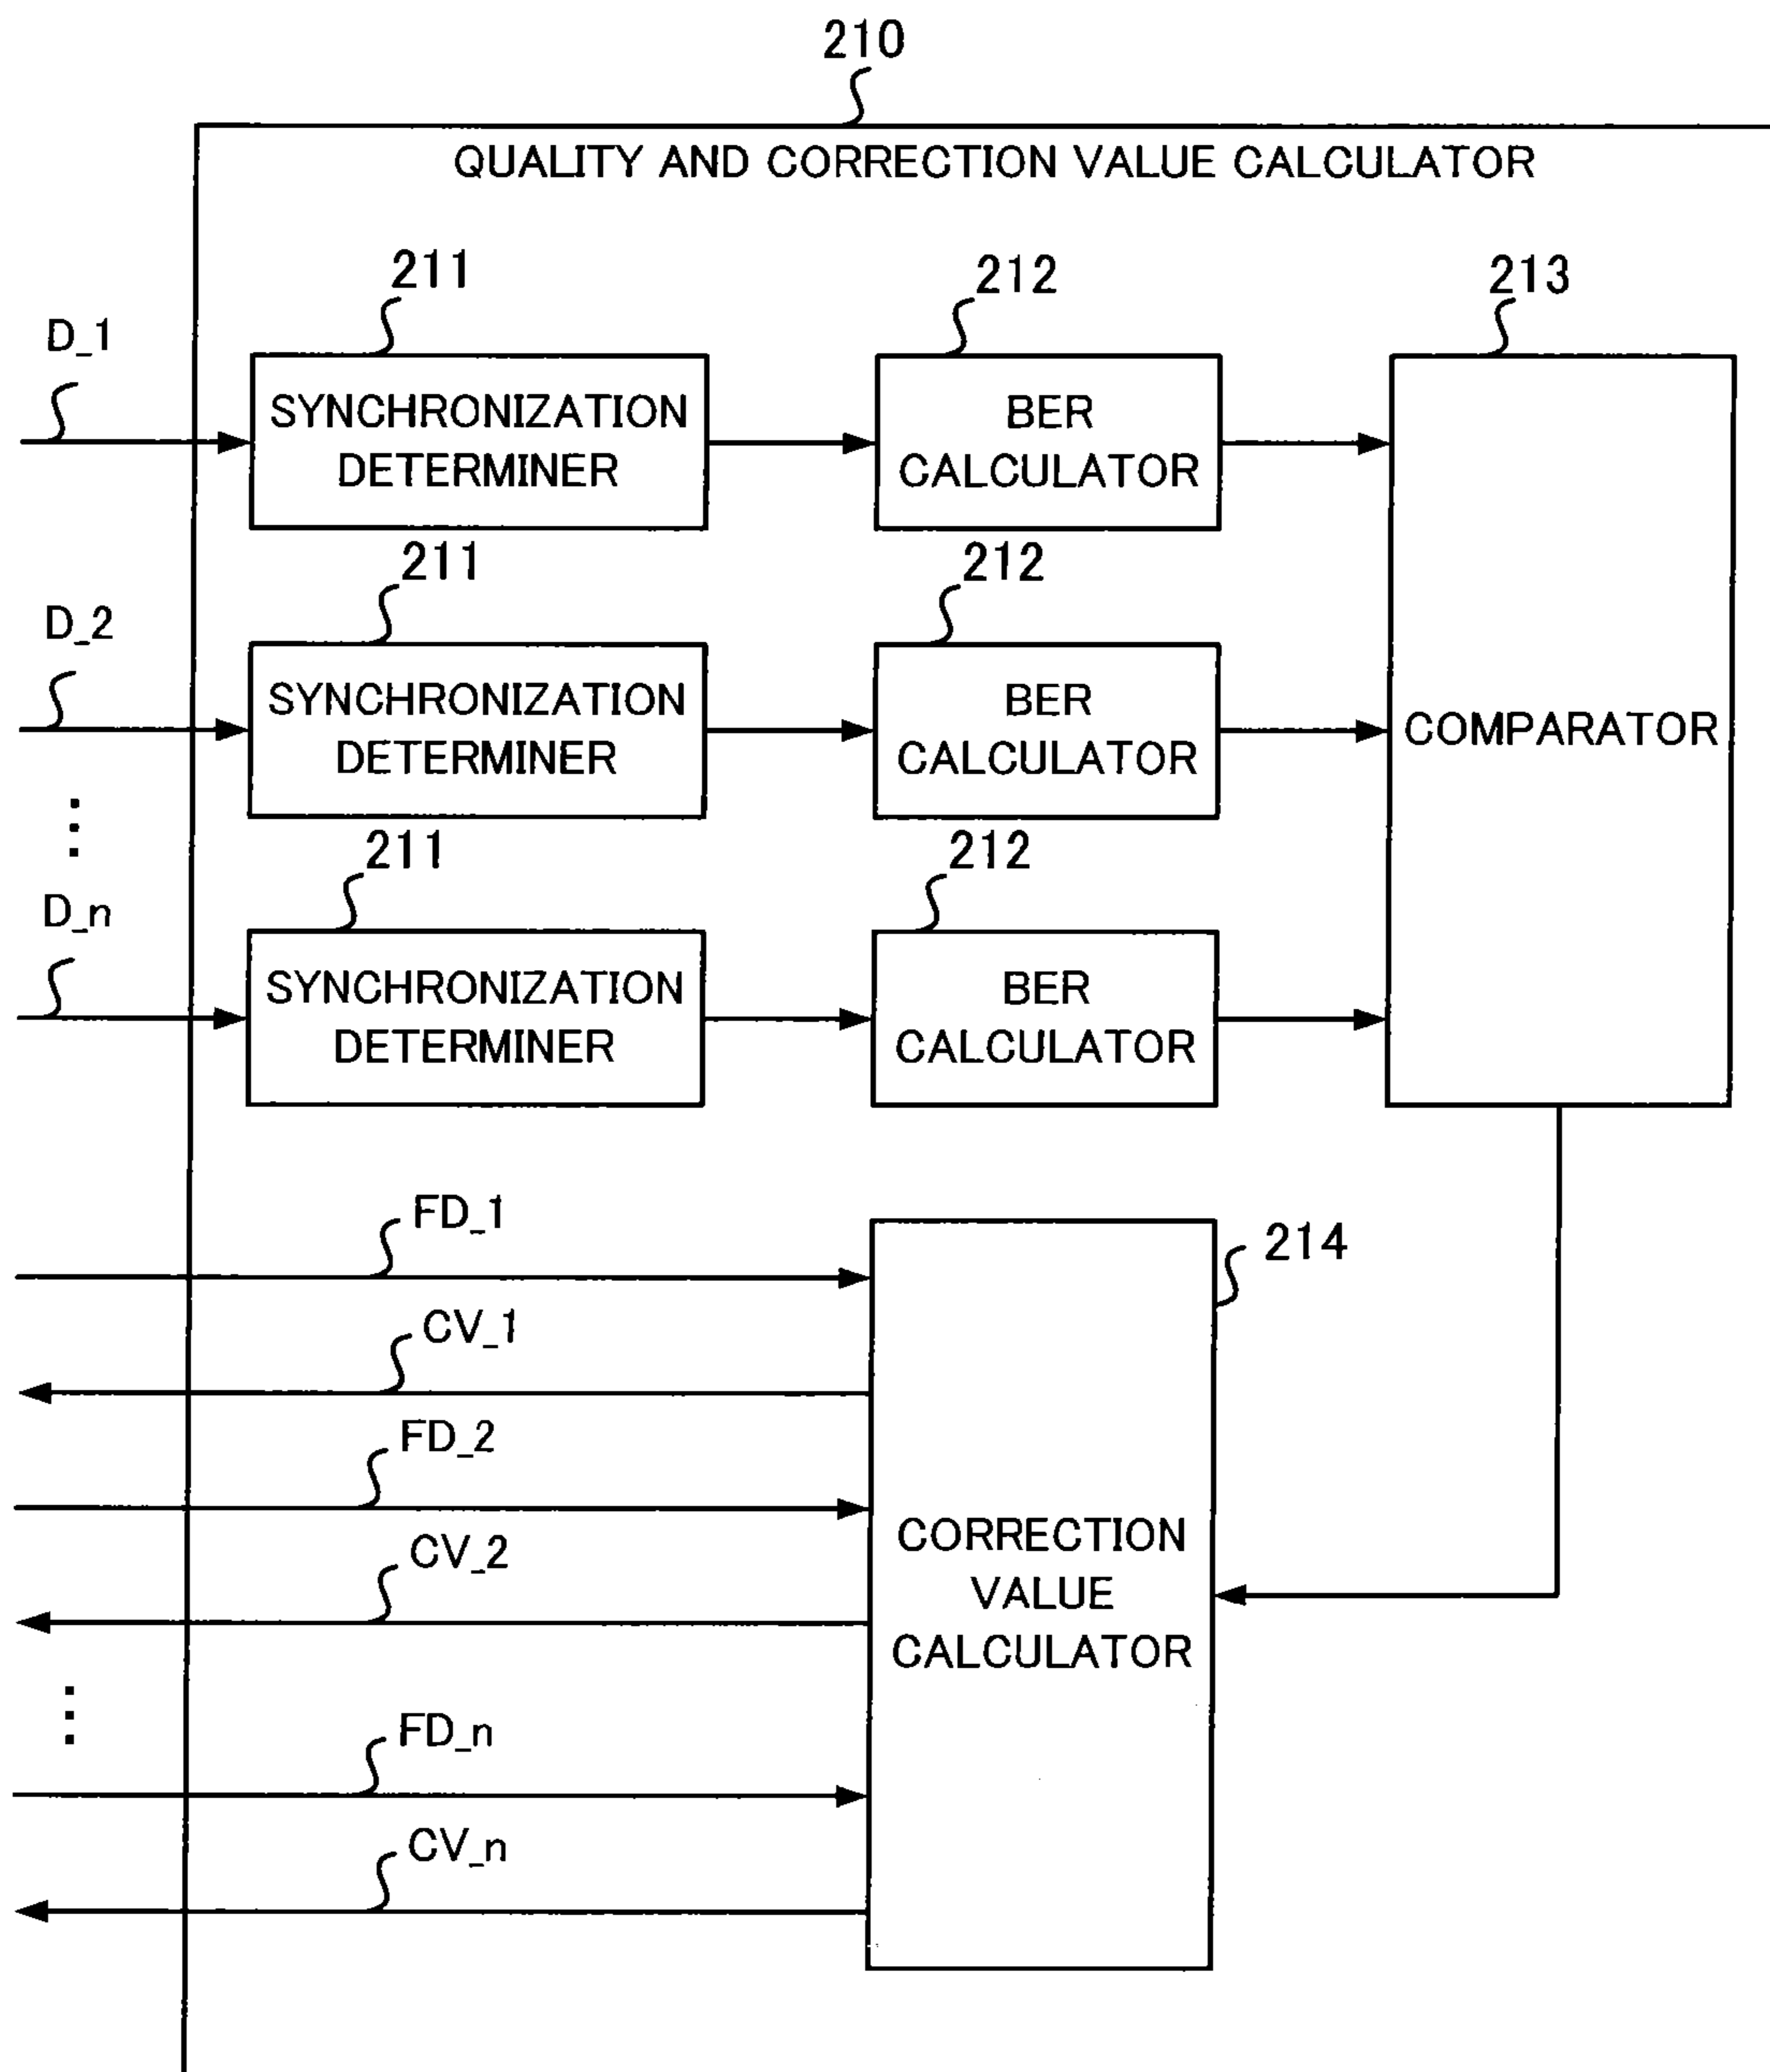 210
QUALITY AND CORRECTION VALUE CALCULATOR
211
212
213
D_1
SYNCHRONIZATION
DETERMINER
BER
CALCULATOR
211
212
D_2
SYNCHRONIZATION
DETERMINER
BER
CALCULATOR
COMPARATOR
211
212
D_n
SYNCHRONIZATION
DETERMINER
BER
CALCULATOR
FD_1
214
CV_1
FD_2
CV_2
CORRECTION
VALUE
CALCULATOR
FD_n
CV_n